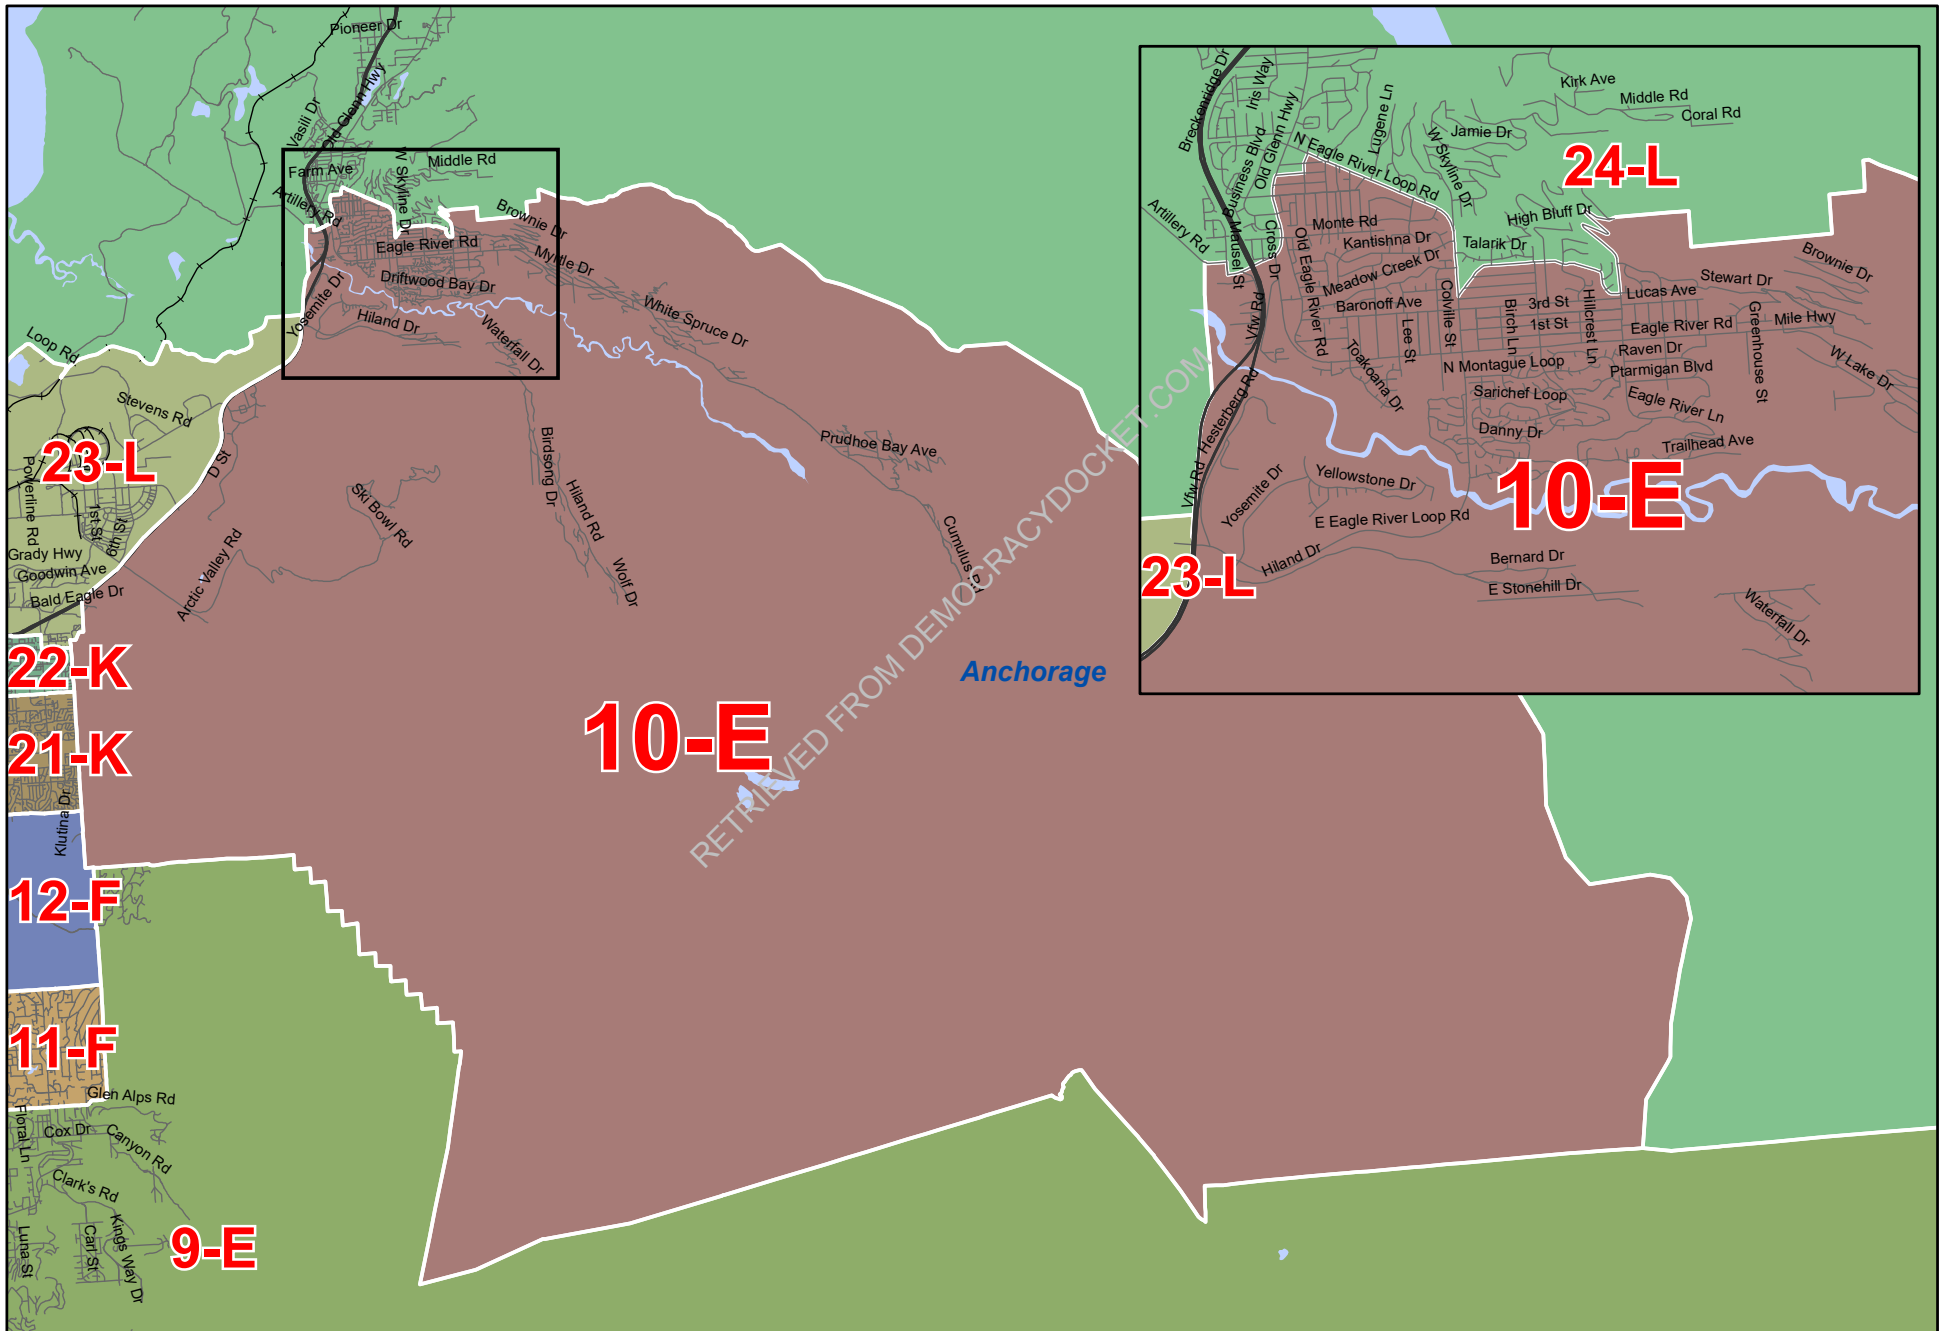 Pioneer Dr
Old Glenn Hwy
Vasili Dr
Middle Rd
Farm Ave
W Skyline Dr
Artillery Rd
Brownie Dr
Eagle River Rd
Myrtle Dr
Driftwood Bay Dr
Yosemite Dr
Hiland Dr
Waterfall Dr
White Spruce Dr
Loop Rd
Stevens Rd
23-L
Powerline Rd
D St
1st St
6th St
Grady Hwy
Goodwin Ave
Bald Eagle Dr
Arctic Valley Rd
Ski Bowl Rd
Birdsong Dr
Hiland Rd
Wolf Dr
Prudhoe Bay Ave
Cumulus Rd
22-K
21-K
Klutina Dr
12-F
11-F
10-E
Anchorage
RETRIEVED FROM DEMOCRACYDOCKET.COM
Glen Alps Rd
Floral Ln
Cox Dr
Canyon Rd
Clark's Rd
Kings Way Dr
Carl St
Luna St
9-E
Breckenridge Dr
Iris Way
Business Blvd
Old Glenn Hwy
Lugene Ln
N Eagle River Loop Rd
W Skyline Dr
Jamie Dr
Kirk Ave
Middle Rd
Coral Rd
24-L
Artillery Rd
Mausel St
Cross Dr
Old Eagle River Rd
Monte Rd
Kantishna Dr
Meadow Creek Dr
Baronoff Ave
High Bluff Dr
Talarik Dr
Brownie Dr
Stewart Dr
Lucas Ave
Colville St
Lee St
Birch Ln
3rd St
1st St
Hillcrest Ln
Eagle River Rd
Greenhouse St
Mile Hwy
Raven Dr
W Lake Dr
N Montague Loop
Ptarmigan Blvd
Toakoana Dr
Sarichef Loop
Eagle River Ln
Danny Dr
Trailhead Ave
Vfw Rd
Hesterberg Rd
Vfw Rd
Yosemite Dr
Yellowstone Dr
E Eagle River Loop Rd
10-E
Hiland Dr
Bernard Dr
E Stonehill Dr
Waterfall Dr
23-L